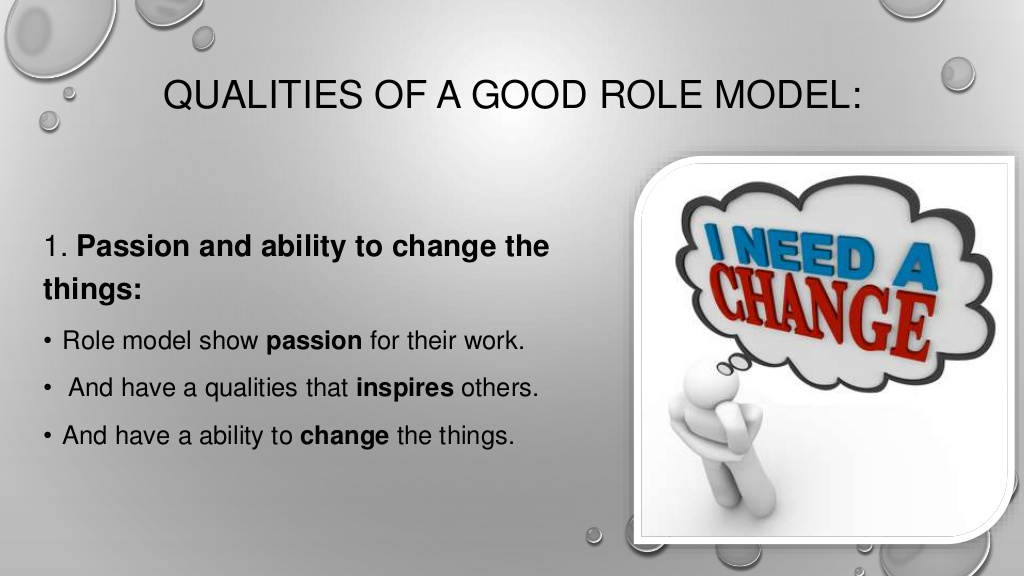 QUALITIES OF A GOOD ROLE MODEL:
1. Passion and ability to change the
things:
• Role model show passion for their work.
• And have a qualities that inspires others.
• And have a ability to change the things.
I NEED A
CHANGE